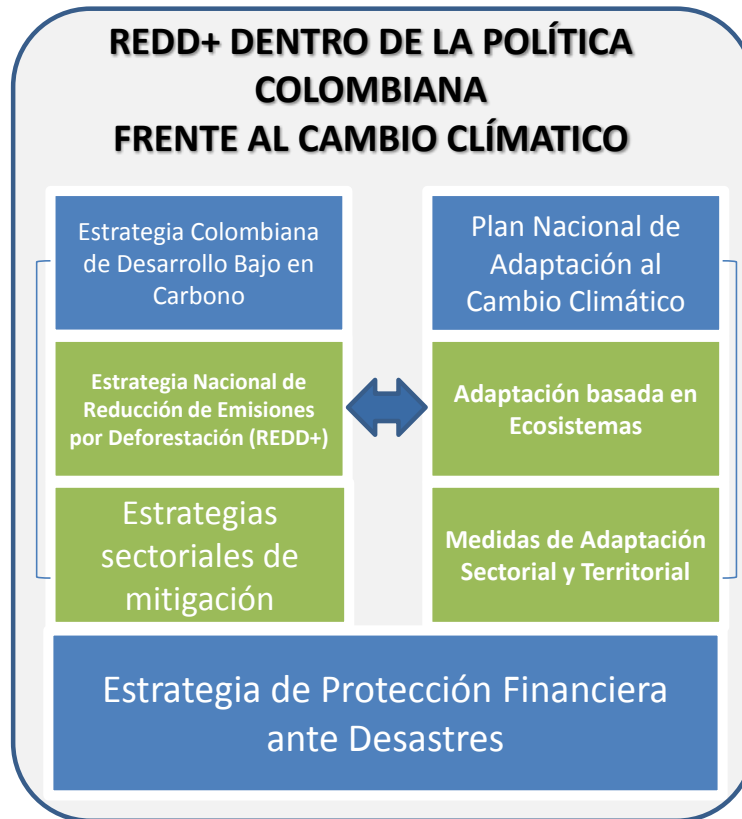 REDD+ DENTRO DE LA POLÍTICA
COLOMBIANA
FRENTE AL CAMBIO CLÍMATICO
Estrategia Colombiana
de Desarrollo Bajo en
Carbono
Estrategia Nacional de
Reducción de Emisiones
por Deforestación (REDD+)
Estrategias
sectoriales de
mitigación
Plan Nacional de
Adaptación al
Cambio Climático
Adaptación basada en
Ecosistemas
Medidas de Adaptación
Sectorial y Territorial
Estrategia de Protección Financiera
ante Desastres